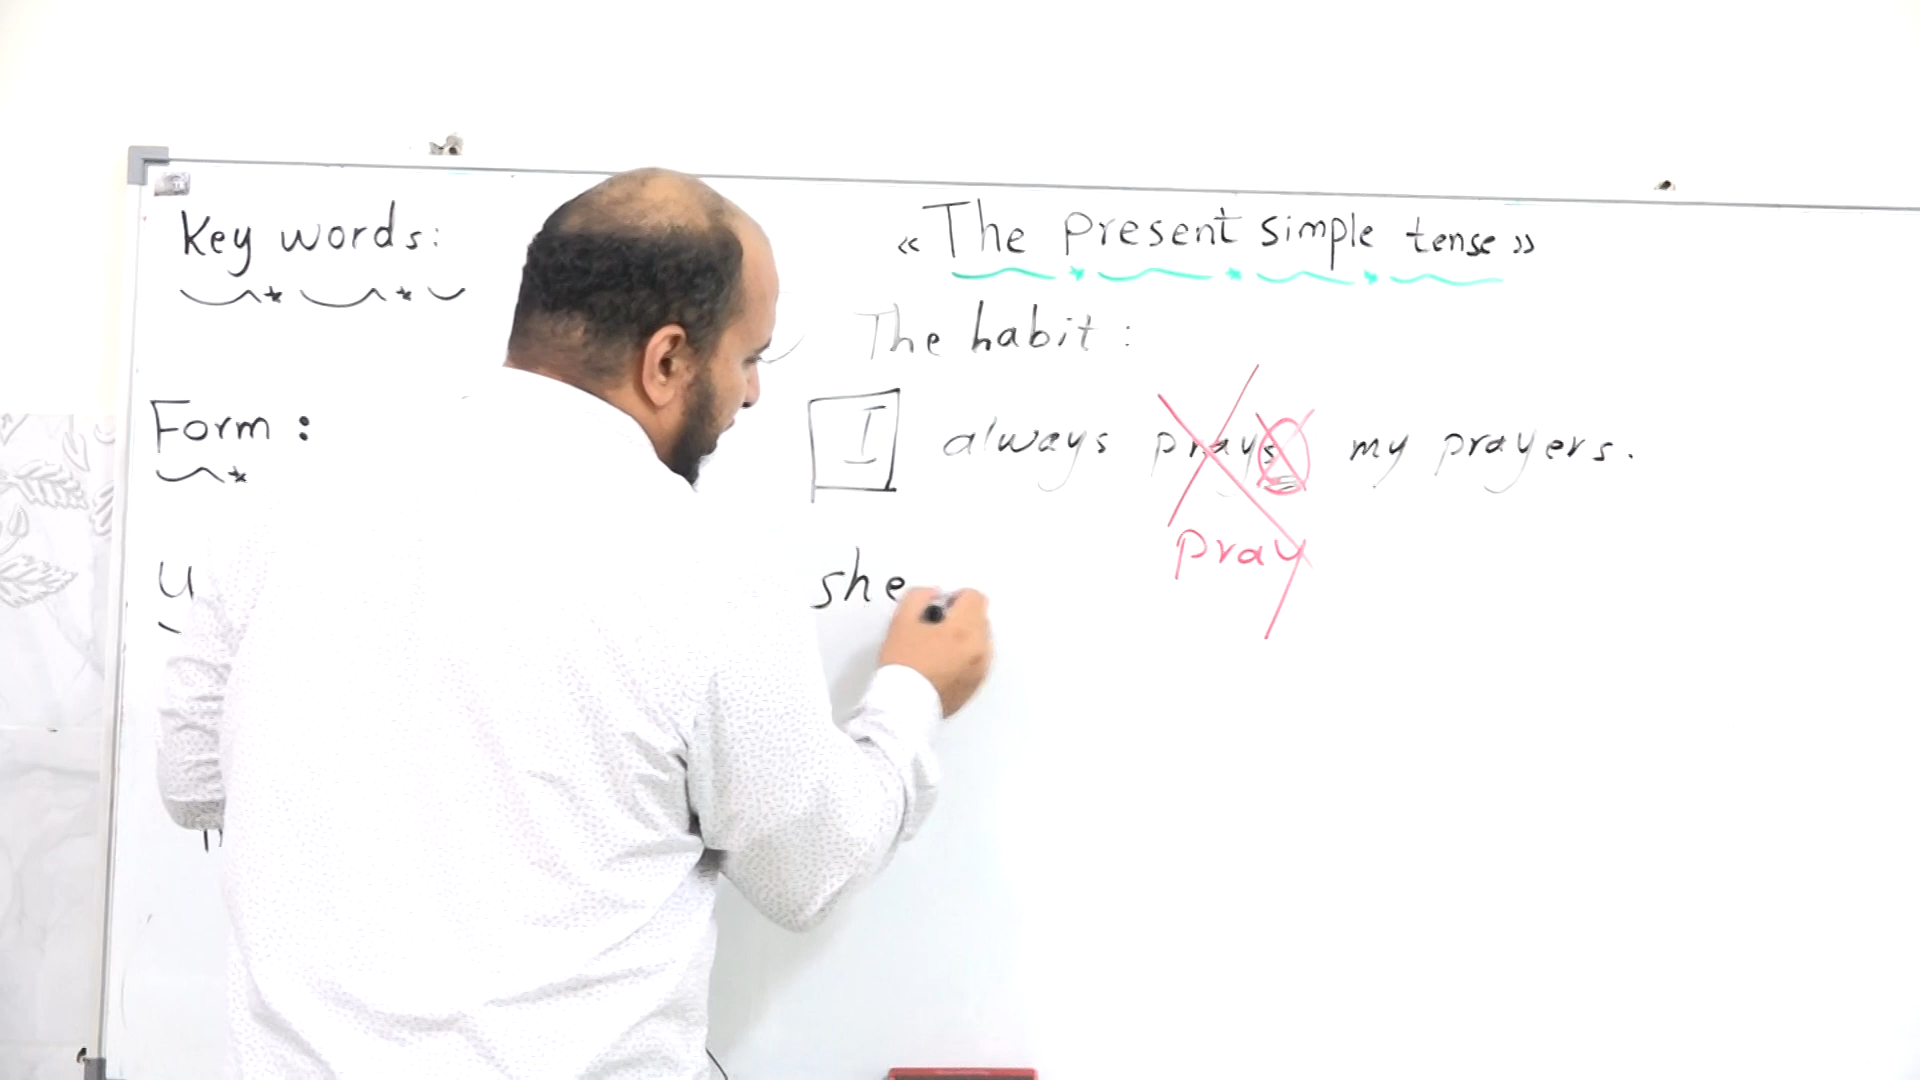 Key words:
« The present simple tense »
The habit:
Form :
I always prays my prayers.
pray
U
she